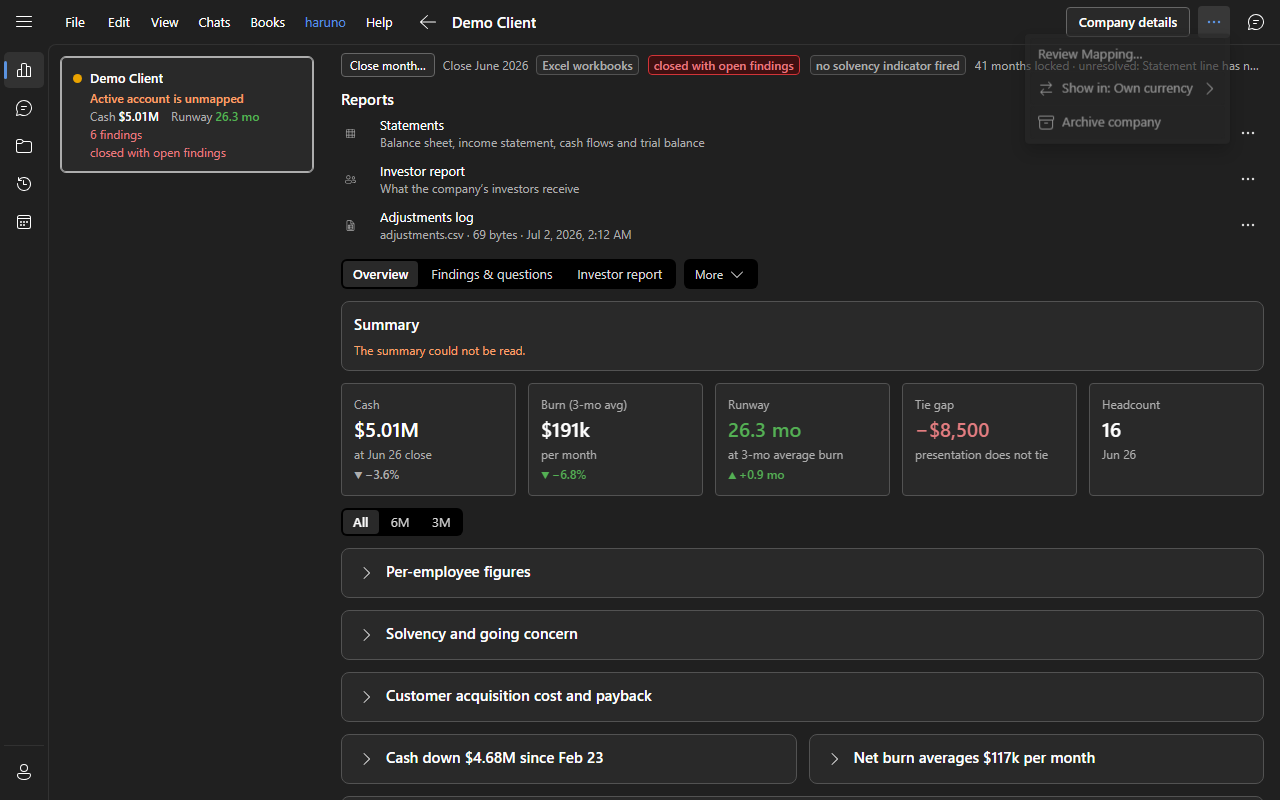 File Edit View Chats Books haruno Help Demo Client Company details
Demo Client
Active account is unmapped
Cash $5.01M Runway 26.3 mo
6 findings
closed with open findings
Close month... Close June 2026 Excel workbooks closed with open findings no solvency indicator fired 41 months locked · unresolved: Statement line has n...
Review Mapping...
Show in: Own currency
Archive company
Reports
Statements
Balance sheet, income statement, cash flows and trial balance
Investor report
What the company's investors receive
Adjustments log
adjustments.csv · 69 bytes · Jul 2, 2026, 2:12 AM
Overview Findings & questions Investor report More
Summary
The summary could not be read.
Cash
$5.01M
at Jun 26 close
▼ −3.6%
Burn (3-mo avg)
$191k
per month
▼ −6.8%
Runway
26.3 mo
at 3-mo average burn
▲ +0.9 mo
Tie gap
−$8,500
presentation does not tie
Headcount
16
Jun 26
All 6M 3M
Per-employee figures
Solvency and going concern
Customer acquisition cost and payback
Cash down $4.68M since Feb 23
Net burn averages $117k per month